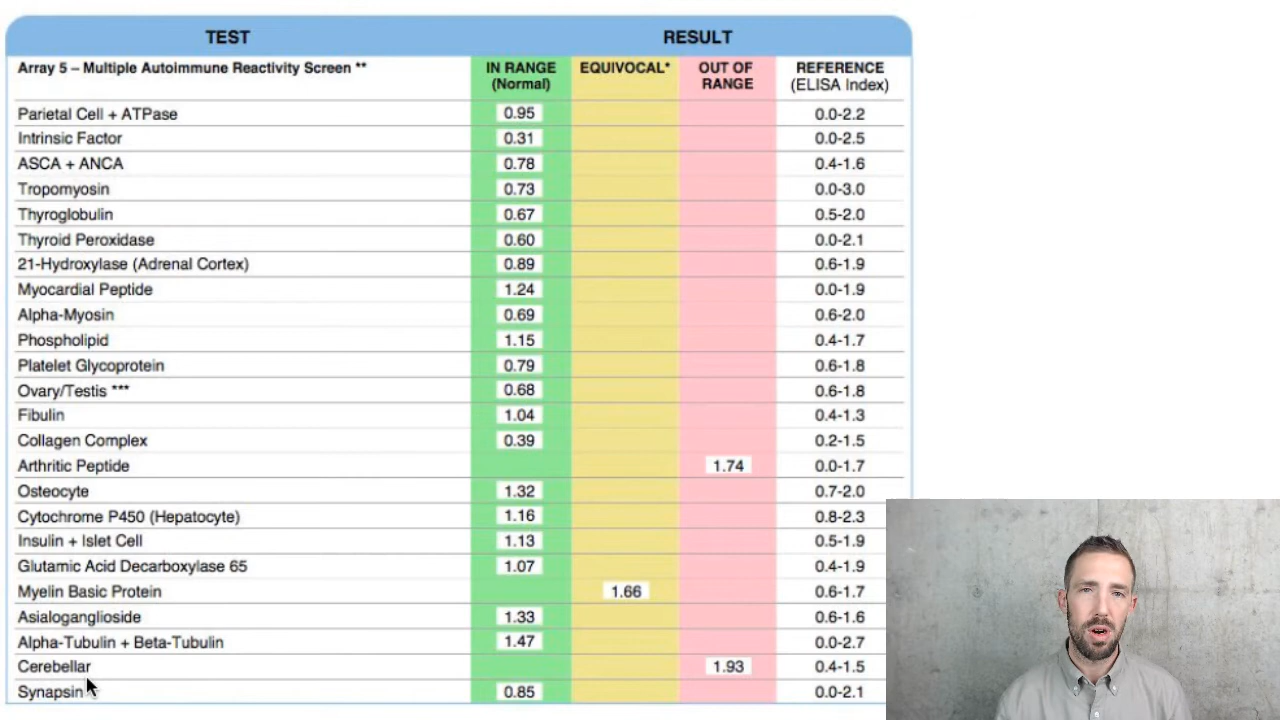 TEST RESULT
Array 5 – Multiple Autoimmune Reactivity Screen ** IN RANGE EQUIVOCAL* OUT OF REFERENCE
(Normal) RANGE (ELISA Index)
Parietal Cell + ATPase 0.95 0.0-2.2
Intrinsic Factor 0.31 0.0-2.5
ASCA + ANCA 0.78 0.4-1.6
Tropomyosin 0.73 0.0-3.0
Thyroglobulin 0.67 0.5-2.0
Thyroid Peroxidase 0.60 0.0-2.1
21-Hydroxylase (Adrenal Cortex) 0.89 0.6-1.9
Myocardial Peptide 1.24 0.0-1.9
Alpha-Myosin 0.69 0.6-2.0
Phospholipid 1.15 0.4-1.7
Platelet Glycoprotein 0.79 0.6-1.8
Ovary/Testis *** 0.68 0.6-1.8
Fibulin 1.04 0.4-1.3
Collagen Complex 0.39 0.2-1.5
Arthritic Peptide 1.74 0.0-1.7
Osteocyte 1.32 0.7-2.0
Cytochrome P450 (Hepatocyte) 1.16 0.8-2.3
Insulin + Islet Cell 1.13 0.5-1.9
Glutamic Acid Decarboxylase 65 1.07 0.4-1.9
Myelin Basic Protein 1.66 0.6-1.7
Asialoganglioside 1.33 0.6-1.6
Alpha-Tubulin + Beta-Tubulin 1.47 0.0-2.7
Cerebellar 1.93 0.4-1.5
Synapsin 0.85 0.0-2.1